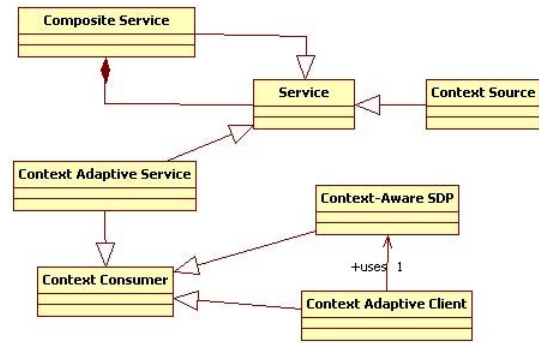 Composite Service
Service
Context Source
Context Adaptive Service
Context-Aware SDP
+uses 1
Context Consumer
Context Adaptive Client